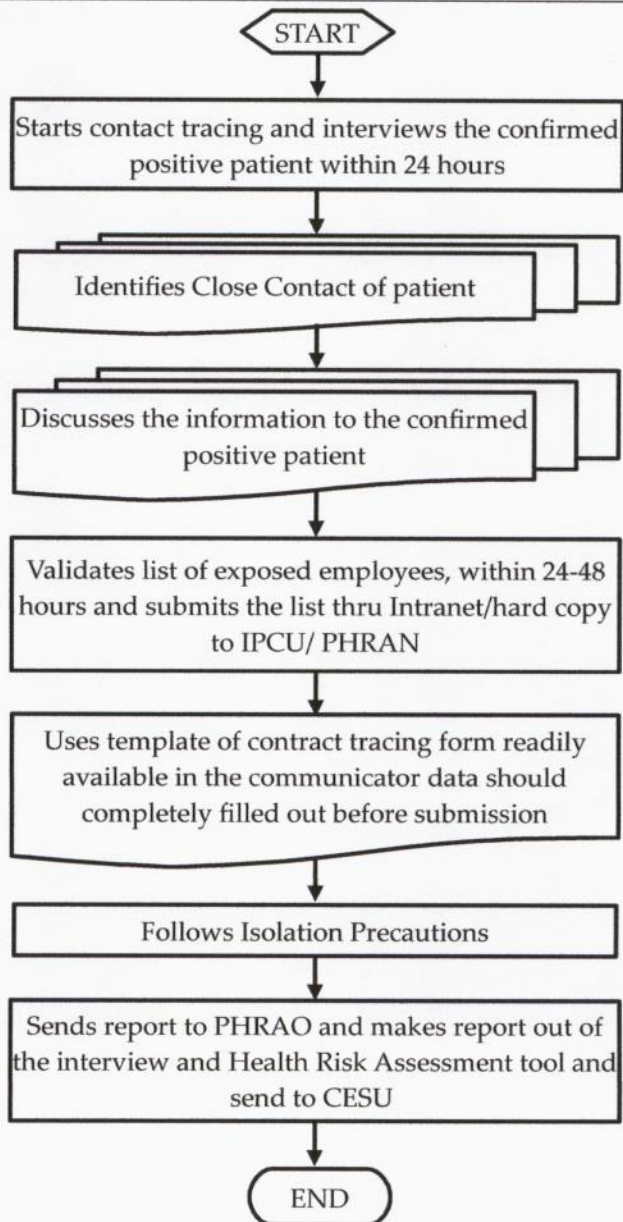 START
Starts contact tracing and interviews the confirmed
positive patient within 24 hours
Identifies Close Contact of patient
Discusses the information to the confirmed
positive patient
Validates list of exposed employees, within 24-48
hours and submits the list thru Intranet/hard copy
to IPCU/ PHRAN
Uses template of contract tracing form readily
available in the communicator data should
completely filled out before submission
Follows Isolation Precautions
Sends report to PHRAO and makes report out of
the interview and Health Risk Assessment tool and
send to CESU
END